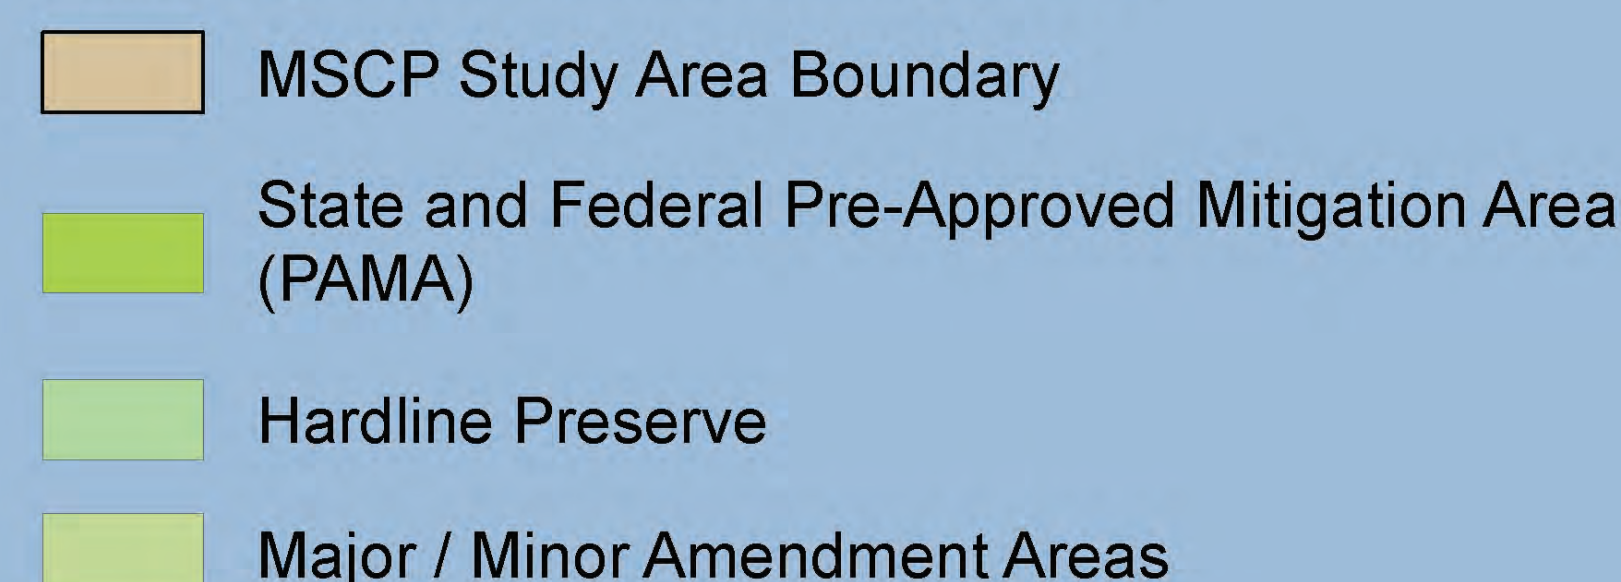 MSCP Study Area Boundary
State and Federal Pre-Approved Mitigation Area
(PAMA)
Hardline Preserve
Major / Minor Amendment Areas